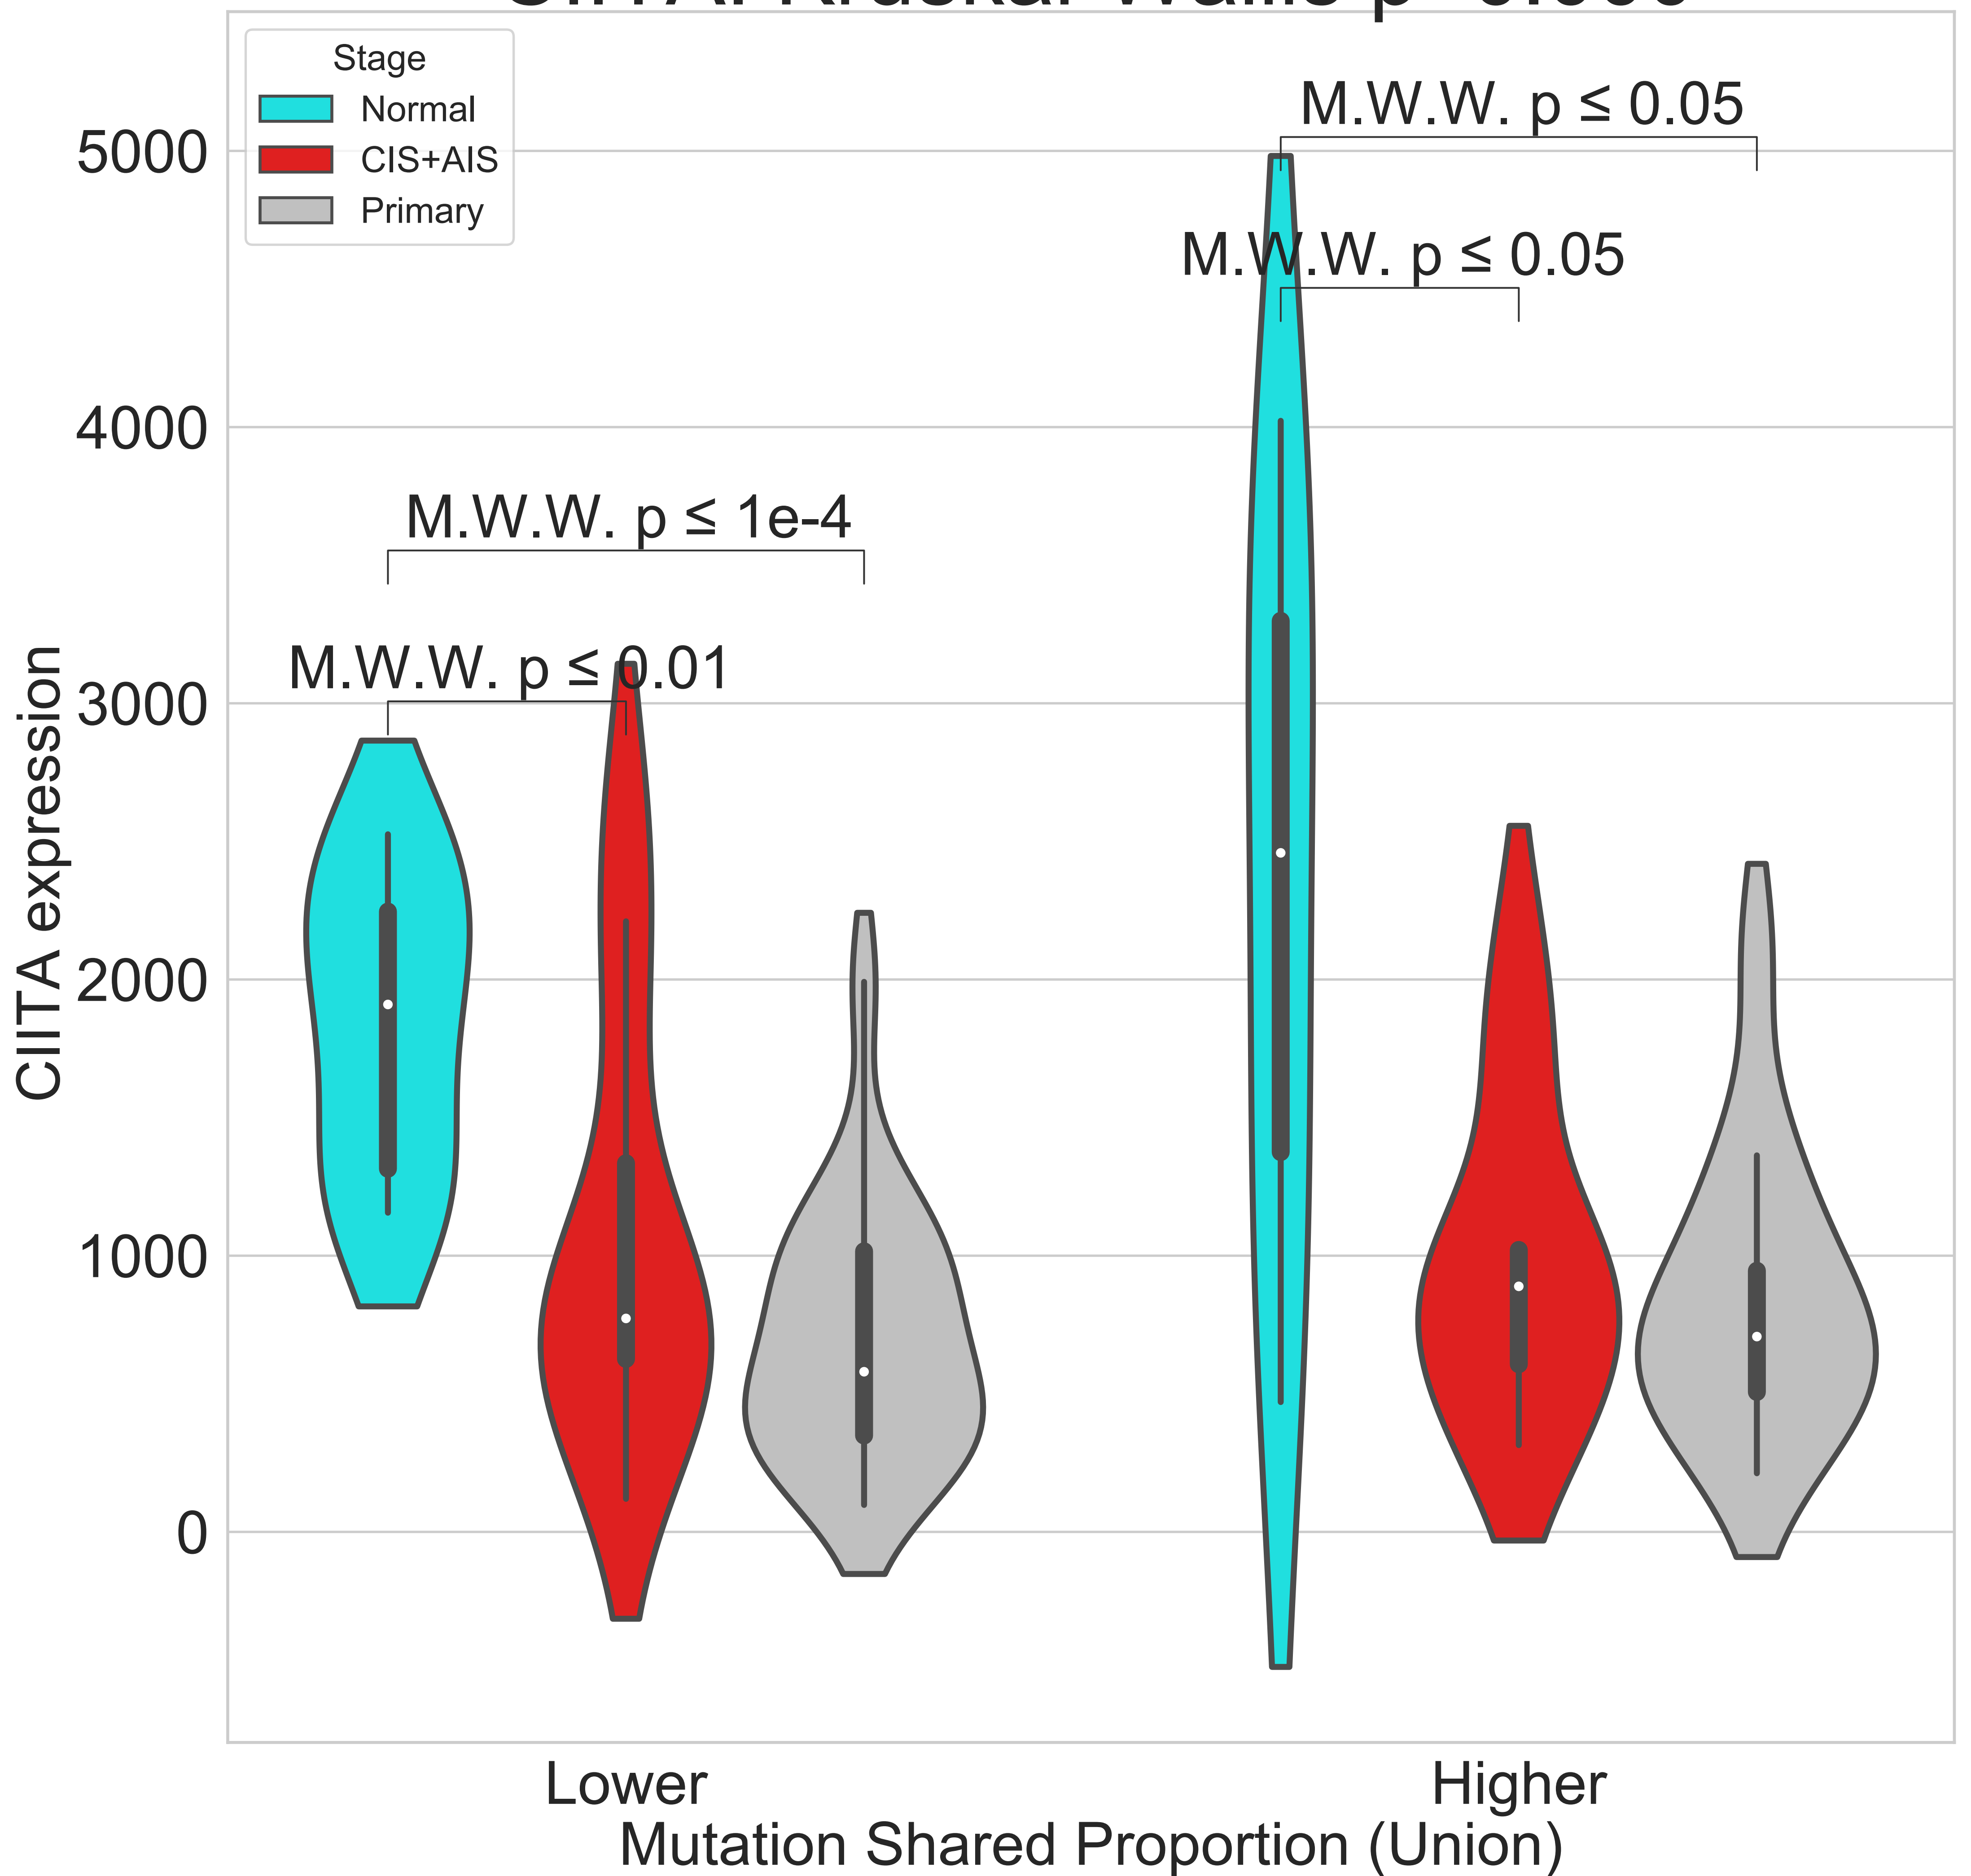 Stage
Normal
CIS+AIS
Primary
M.W.W. p ≤ 0.05
M.W.W. p ≤ 0.05
M.W.W. p ≤ 1e-4
M.W.W. p ≤ 0.01
5000
4000
3000
2000
1000
0
CIITA expression
Lower
Higher
Mutation Shared Proportion (Union)